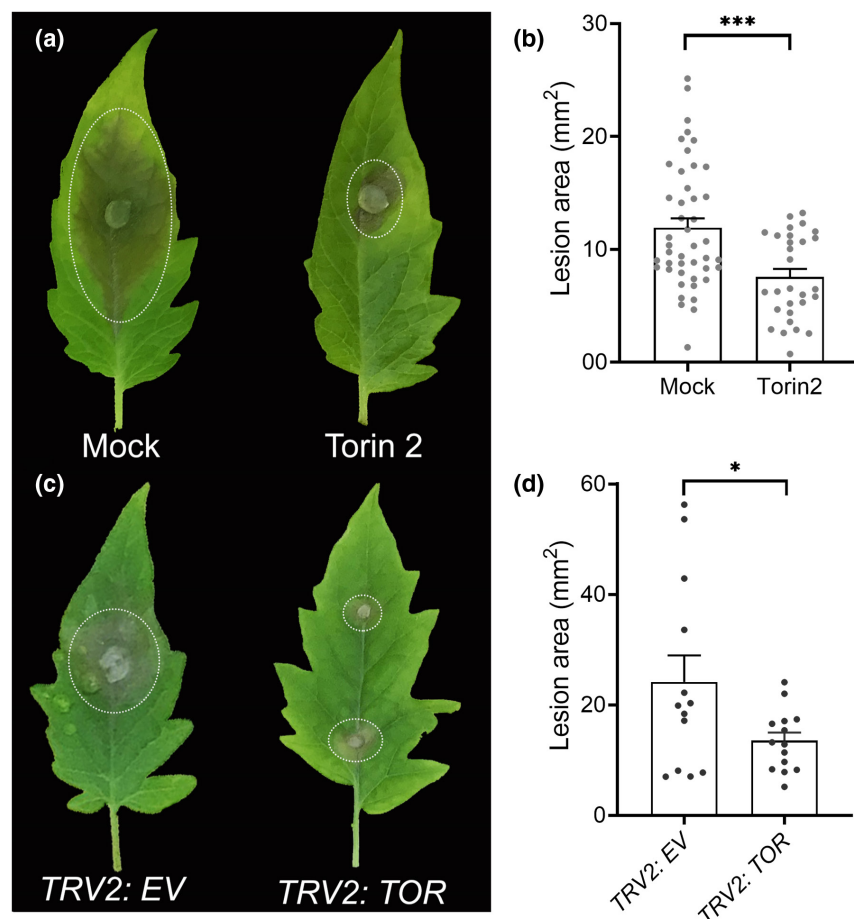 (a)
Mock
Torin 2
(b)
***
Lesion area (mm²)
30
20
10
00
Mock
Torin2
(c)
TRV2: EV
TRV2: TOR
(d)
*
Lesion area (mm²)
60
40
20
0
TRV2: EV
TRV2: TOR